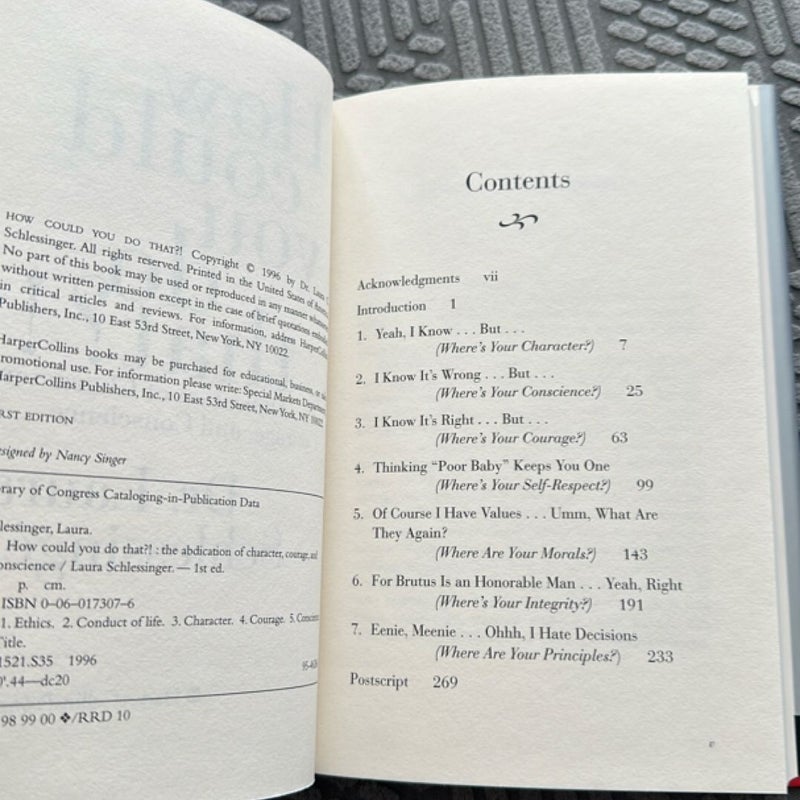 HOW COULD YOU DO THAT?! Copyright © 1996 by Dr. Laura
Schlessinger. All rights reserved. Printed in the United States of
No part of this book may be used or reproduced in any manner
without written permission except in the case of brief quotations
in critical articles and reviews. For information, address HarperCollins
Publishers, Inc., 10 East 53rd Street, New York, NY 10022.
HarperCollins books may be purchased for educational, business, or
romotional use. For information please write: Special Markets Department,
HarperCollins Publishers, Inc., 10 East 53rd Street, New York, NY 10022.
RST EDITION
esigned by Nancy Singer
brary of Congress Cataloging-in-Publication Data
lessinger, Laura.
How could you do that?! : the abdication of character, courage, and
onscience / Laura Schlessinger. — 1st ed.
p. cm.
ISBN 0-06-017307-6
1. Ethics. 2. Conduct of life. 3. Character. 4. Courage. 5.
Title.
1521.S35 1996
0'.44—dc20
98 99 00 ❖/RRD 10
Contents
Acknowledgments vii
Introduction 1
1. Yeah, I Know . . . But . . .
(Where's Your Character?) 7
2. I Know It's Wrong . . . But . . .
(Where's Your Conscience?) 25
3. I Know It's Right . . . But . . .
(Where's Your Courage?) 63
4. Thinking "Poor Baby" Keeps You One
(Where's Your Self-Respect?) 99
5. Of Course I Have Values . . . Umm, What Are
They Again?
(Where Are Your Morals?) 143
6. For Brutus Is an Honorable Man . . . Yeah, Right
(Where's Your Integrity?) 191
7. Eenie, Meenie . . . Ohhh, I Hate Decisions
(Where Are Your Principles?) 233
Postscript 269
v